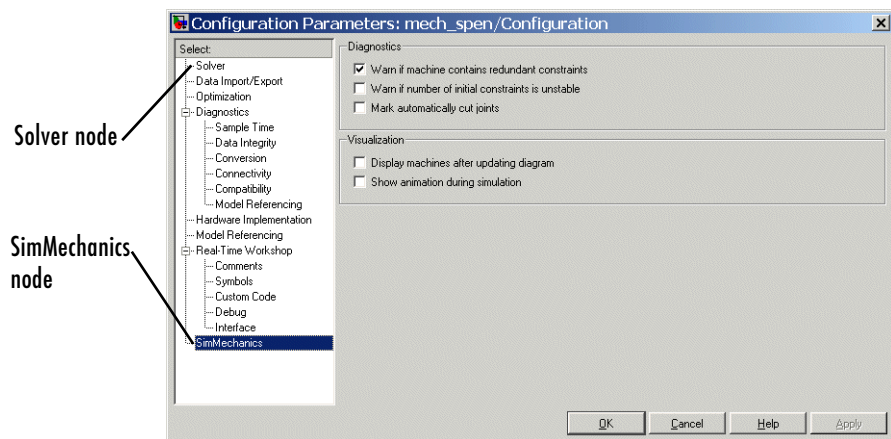 Configuration Parameters: mech_spen/Configuration
Select:
Solver
Data Import/Export
Optimization
Diagnostics
Sample Time
Data Integrity
Conversion
Connectivity
Compatibility
Model Referencing
Hardware Implementation
Model Referencing
Real-Time Workshop
Comments
Symbols
Custom Code
Debug
Interface
SimMechanics
Diagnostics
Warn if machine contains redundant constraints
Warn if number of initial constraints is unstable
Mark automatically cut joints
Visualization
Display machines after updating diagram
Show animation during simulation
OK
Cancel
Help
Apply
Solver node
SimMechanics
node